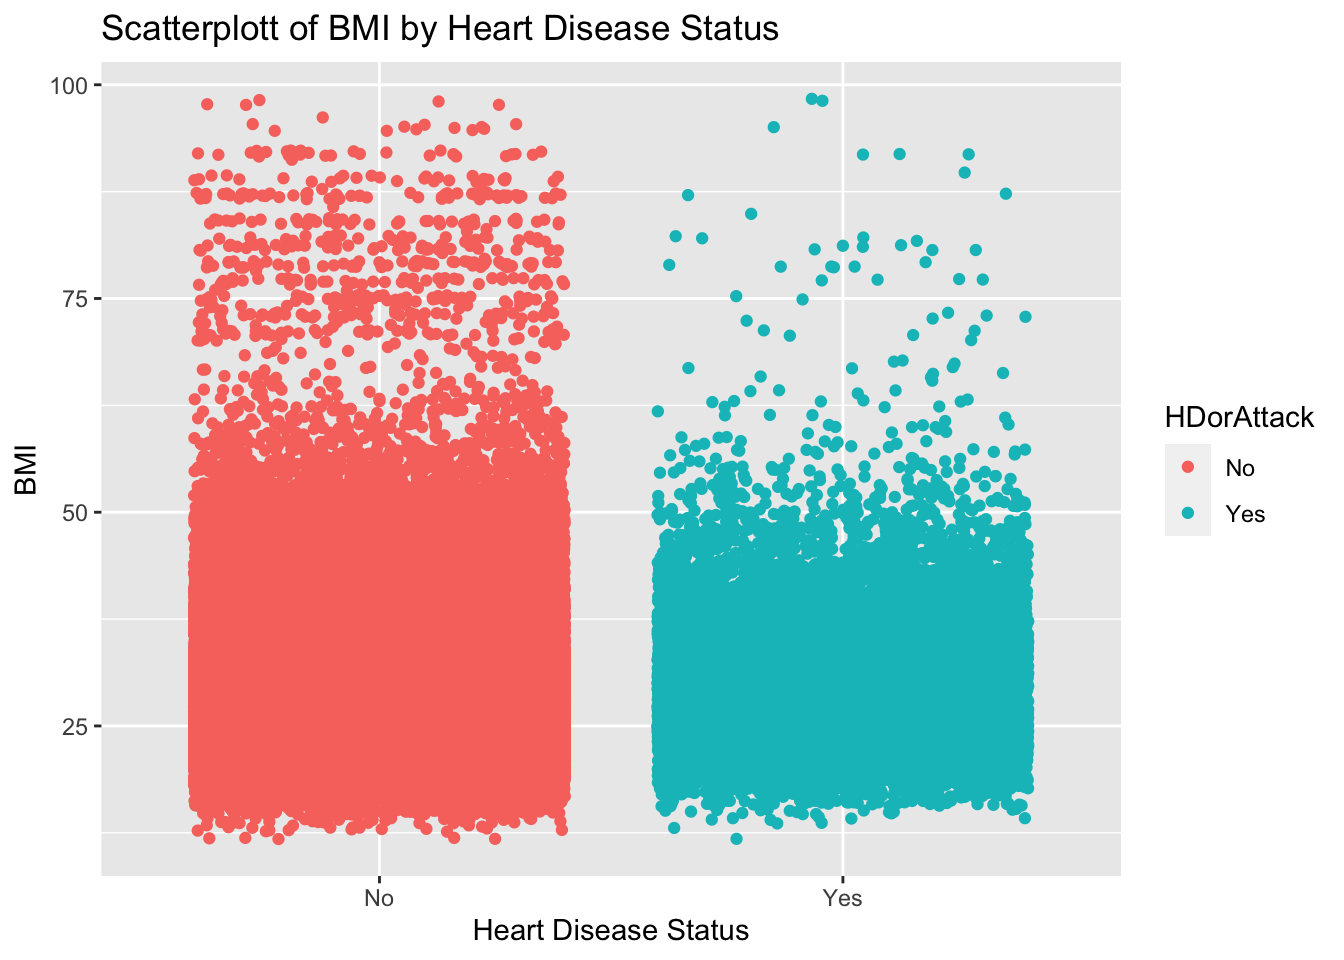 Scatterplott of BMI by Heart Disease Status
100
75
50
25
BMI
No
Yes
Heart Disease Status
HDorAttack
No
Yes